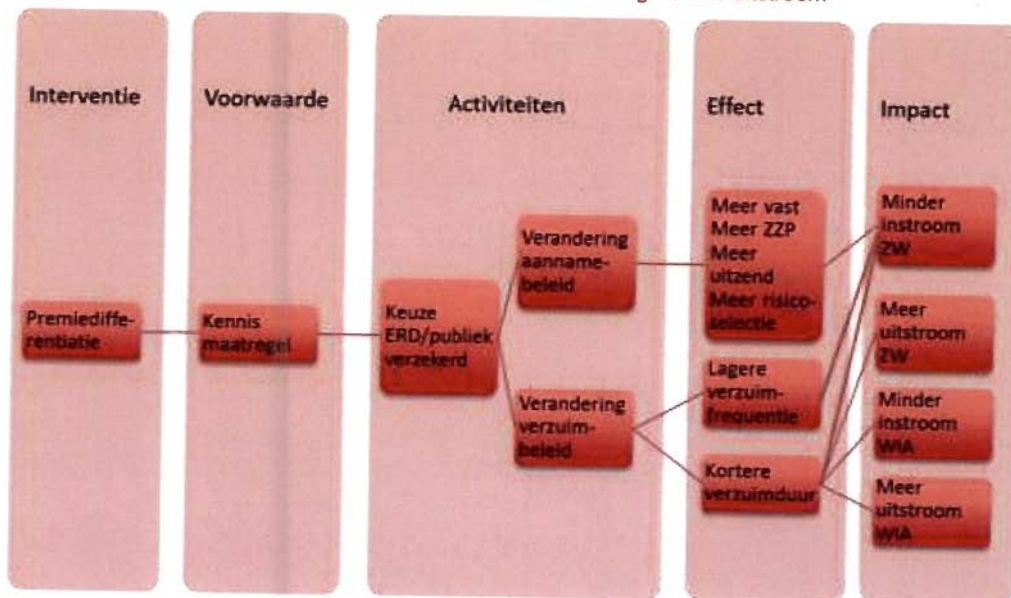 Interventie
Voorwaarde
Activiteiten
Effect
Impact
Premiediffe-
rentiatie
Kennis
maatregel
Keuze
ERD/publiek
verzekerd
Verandering
aanname-
beleid
Verandering
verzuim-
beleid
Meer vast
Meer ZZP
Meer
uitzend
Meer risico-
selectie
Lagere
verzuim-
frequentie
Kortere
verzuimduur
Minder
instroom
ZW
Meer
uitstroom
ZW
Minder
instroom
WIA
Meer
uitstroom
WIA